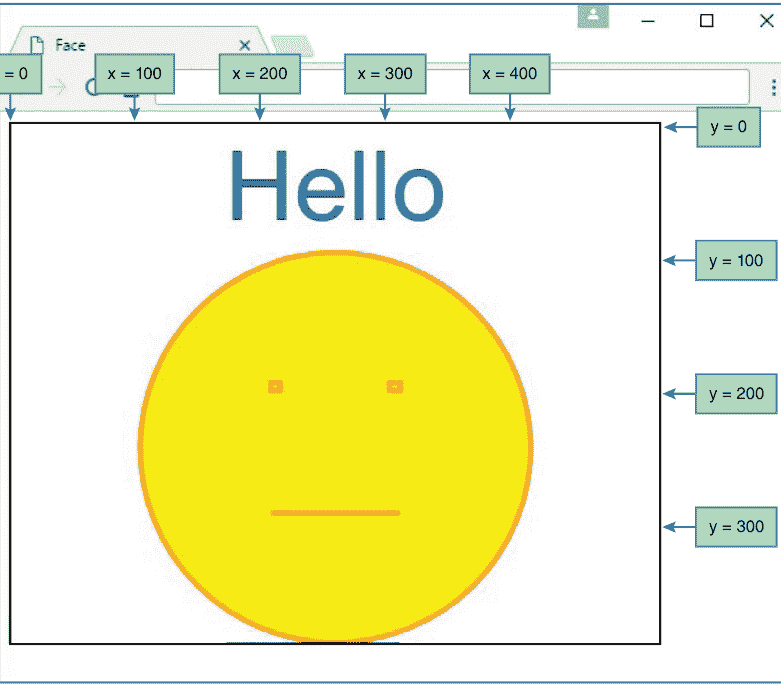 Face
= 0
x = 100
x = 200
x = 300
x = 400
y = 0
Hello
y = 100
y = 200
y = 300